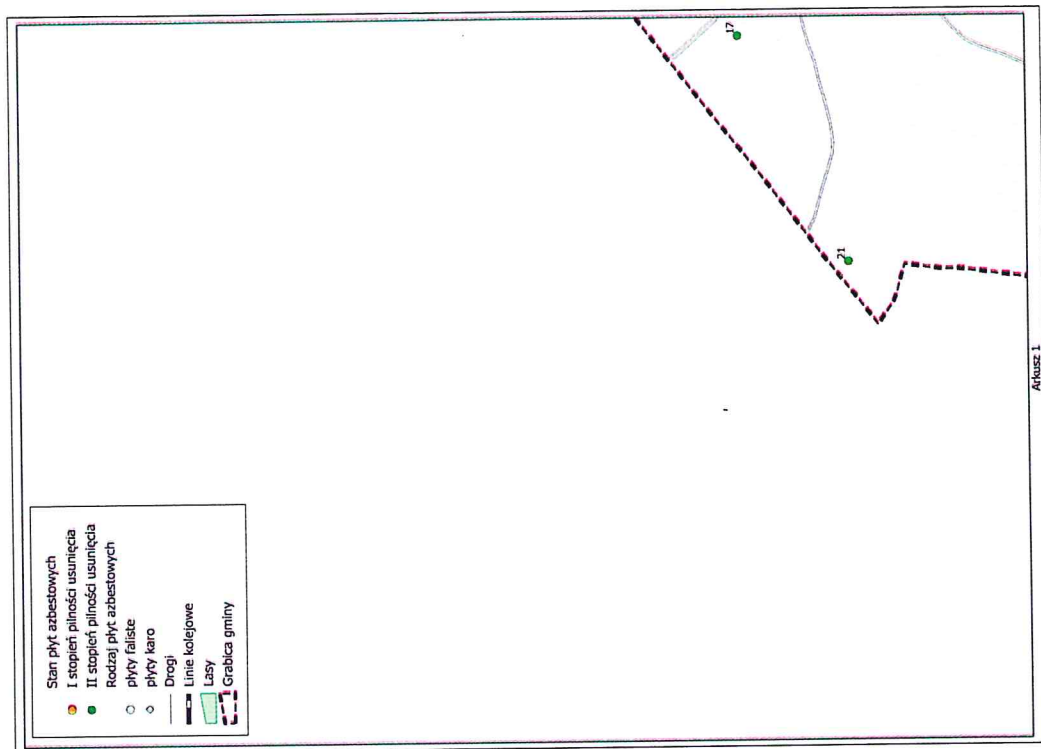 Stan płyt azbestowych
I stopień pilności usunięcia
II stopień pilności usunięcia
Rodzaj płyt azbestowych
płyty faliste
płyty karo
Drogi
Linie kolejowe
Lasy
Grabica gminy
17
21
Arkusz 1